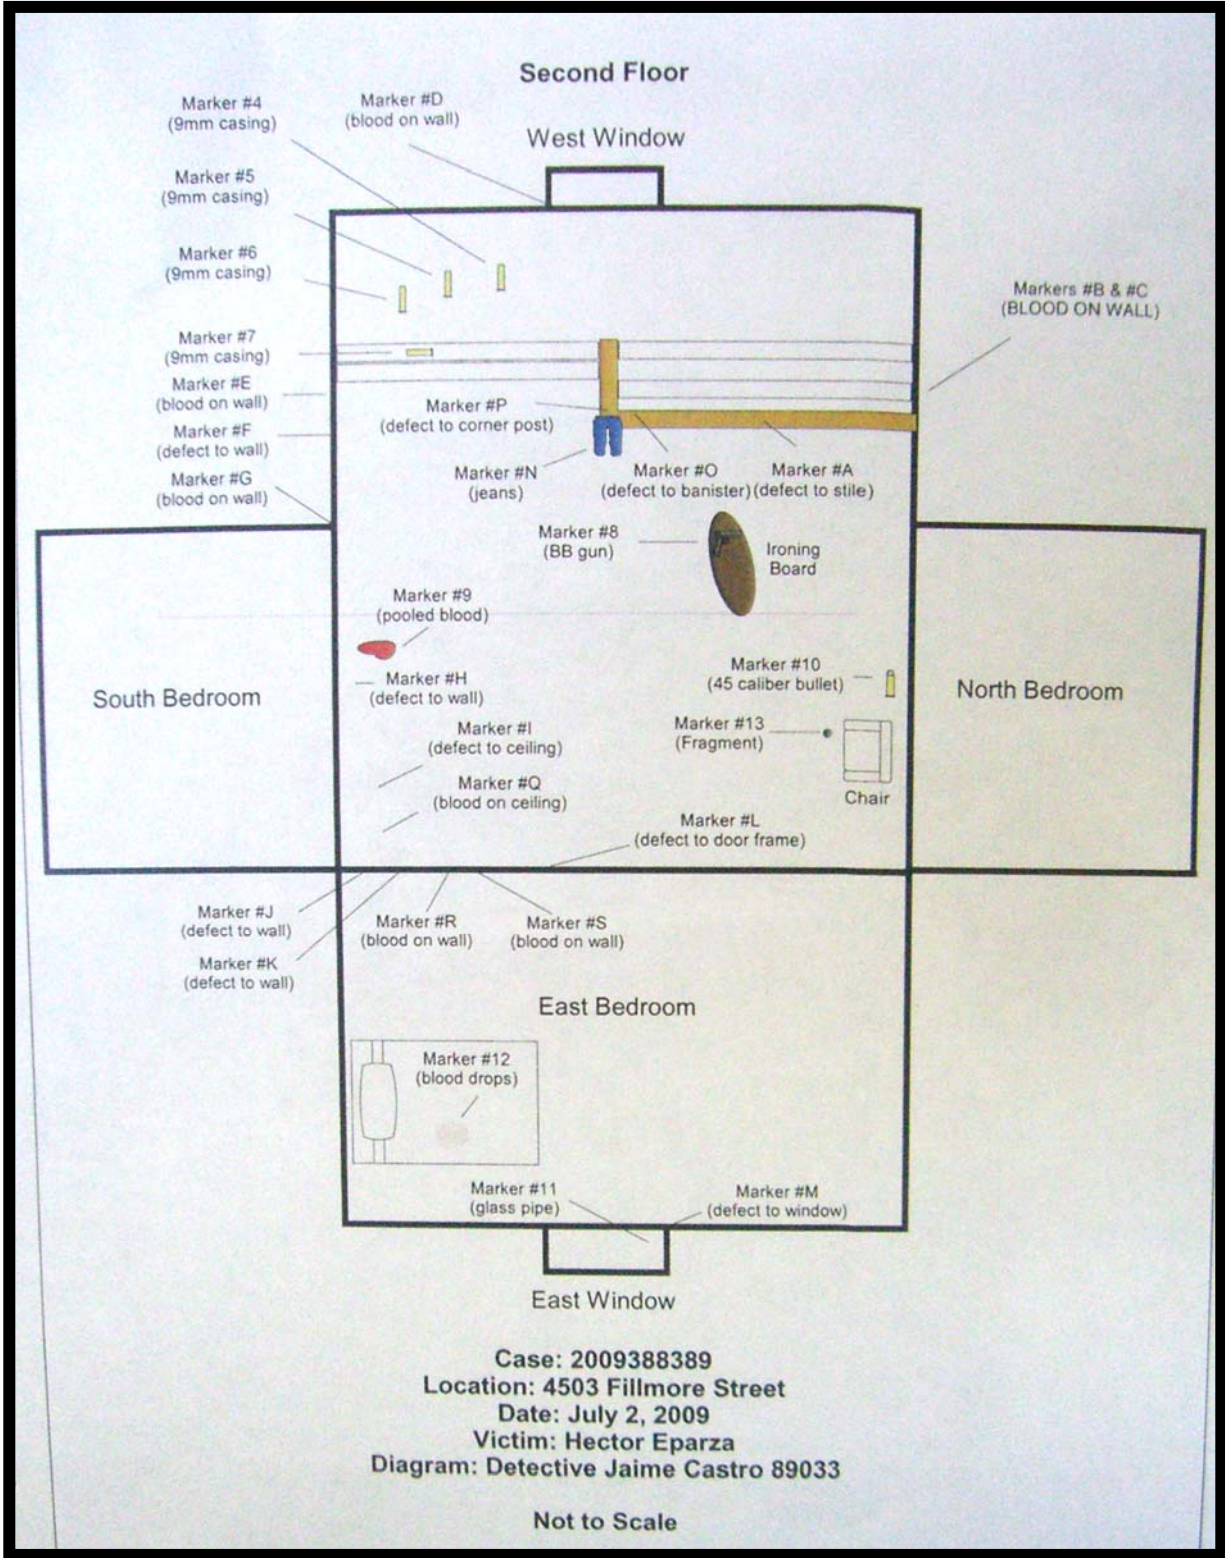 Second Floor
Marker #4
(9mm casing)
Marker #D
(blood on wall)
West Window
Marker #5
(9mm casing)
Marker #6
(9mm casing)
Markers #B & #C
(BLOOD ON WALL)
Marker #7
(9mm casing)
Marker #E
(blood on wall)
Marker #P
(defect to corner post)
Marker #F
(defect to wall)
Marker #G
(blood on wall)
Marker #N
(jeans)
Marker #O
(defect to banister)
Marker #A
(defect to stile)
Marker #8
(BB gun)
Ironing
Board
Marker #9
(pooled blood)
Marker #H
(defect to wall)
Marker #10
(45 caliber bullet)
South Bedroom
North Bedroom
Marker #I
(defect to ceiling)
Marker #13
(Fragment)
Marker #Q
(blood on ceiling)
Chair
Marker #L
(defect to door frame)
Marker #J
(defect to wall)
Marker #R
(blood on wall)
Marker #S
(blood on wall)
Marker #K
(defect to wall)
East Bedroom
Marker #12
(blood drops)
Marker #11
(glass pipe)
Marker #M
(defect to window)
East Window
Case: 2009388389
Location: 4503 Fillmore Street
Date: July 2, 2009
Victim: Hector Eparza
Diagram: Detective Jaime Castro 89033
Not to Scale